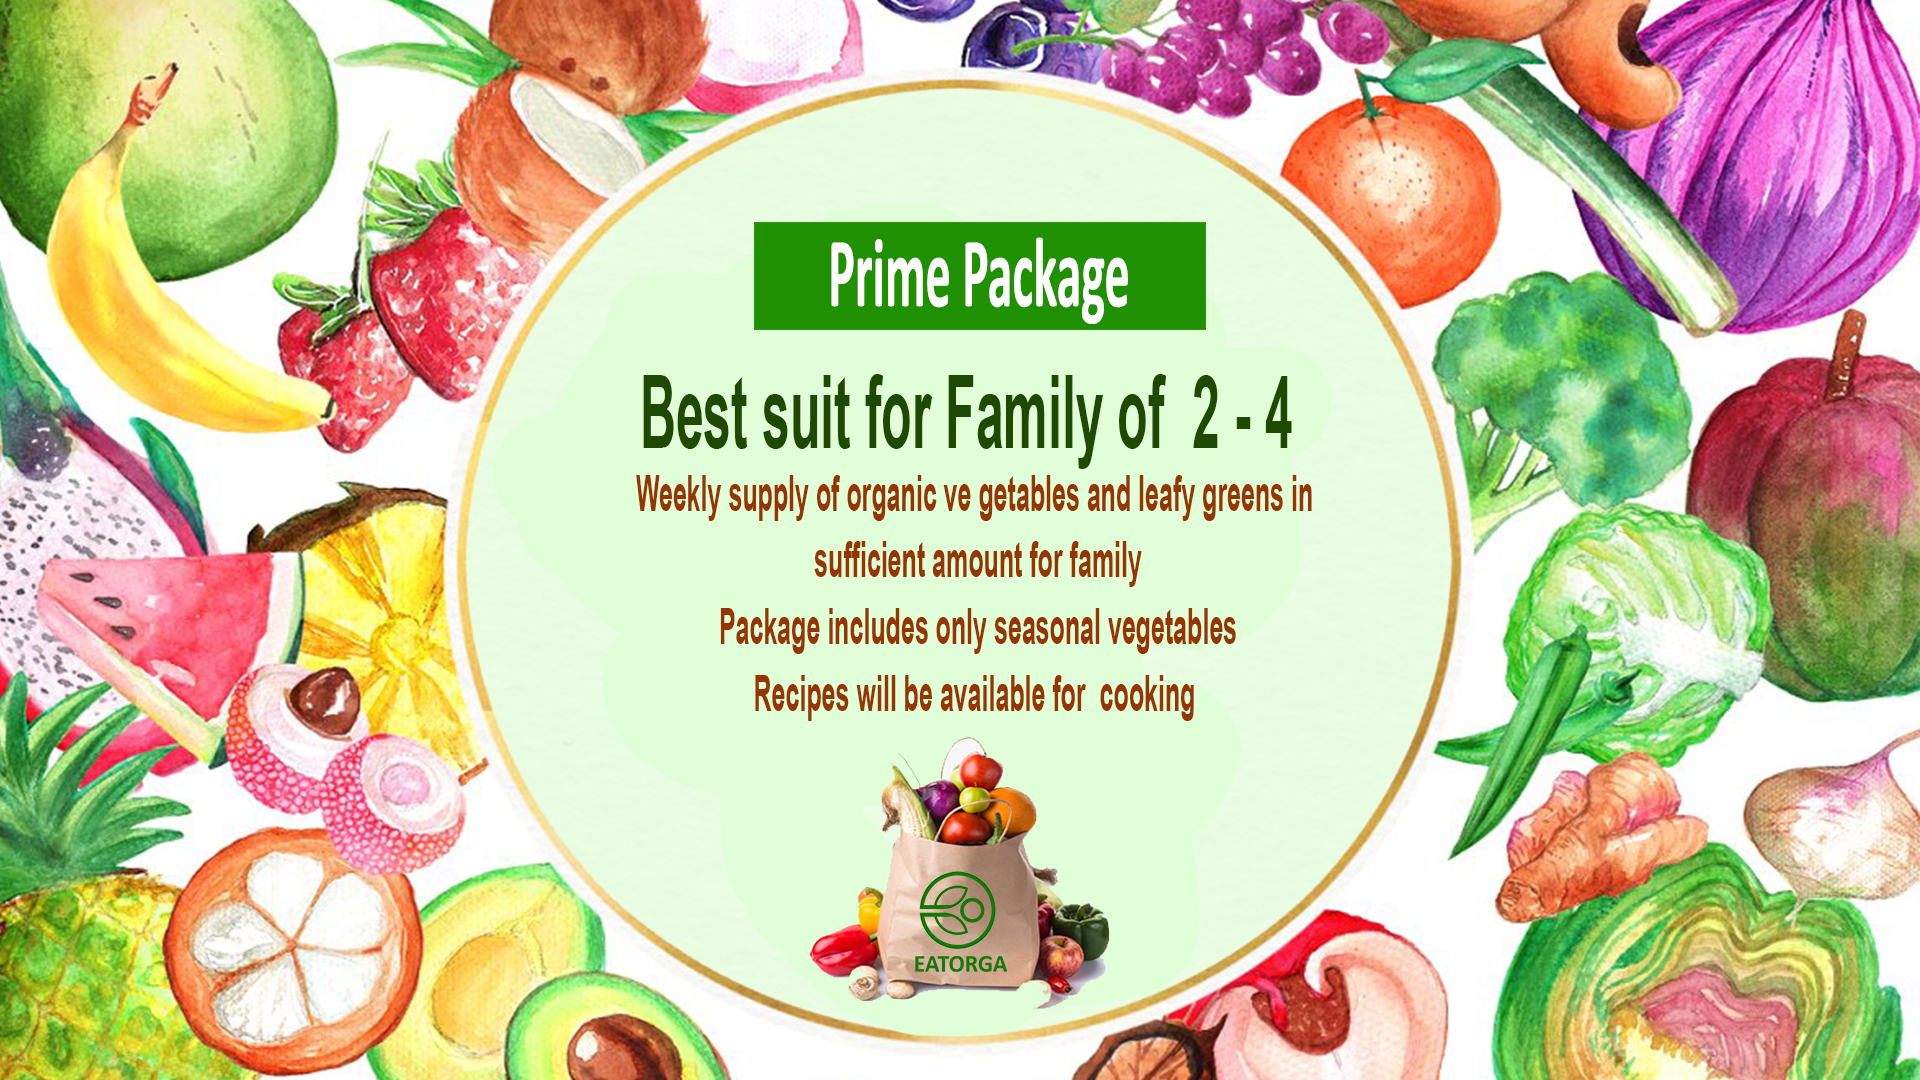 Prime Package
Best suit for Family of 2 - 4
Weekly supply of organic ve getables and leafy greens in
sufficient amount for family
Package includes only seasonal vegetables
Recipes will be available for cooking
EATORGA